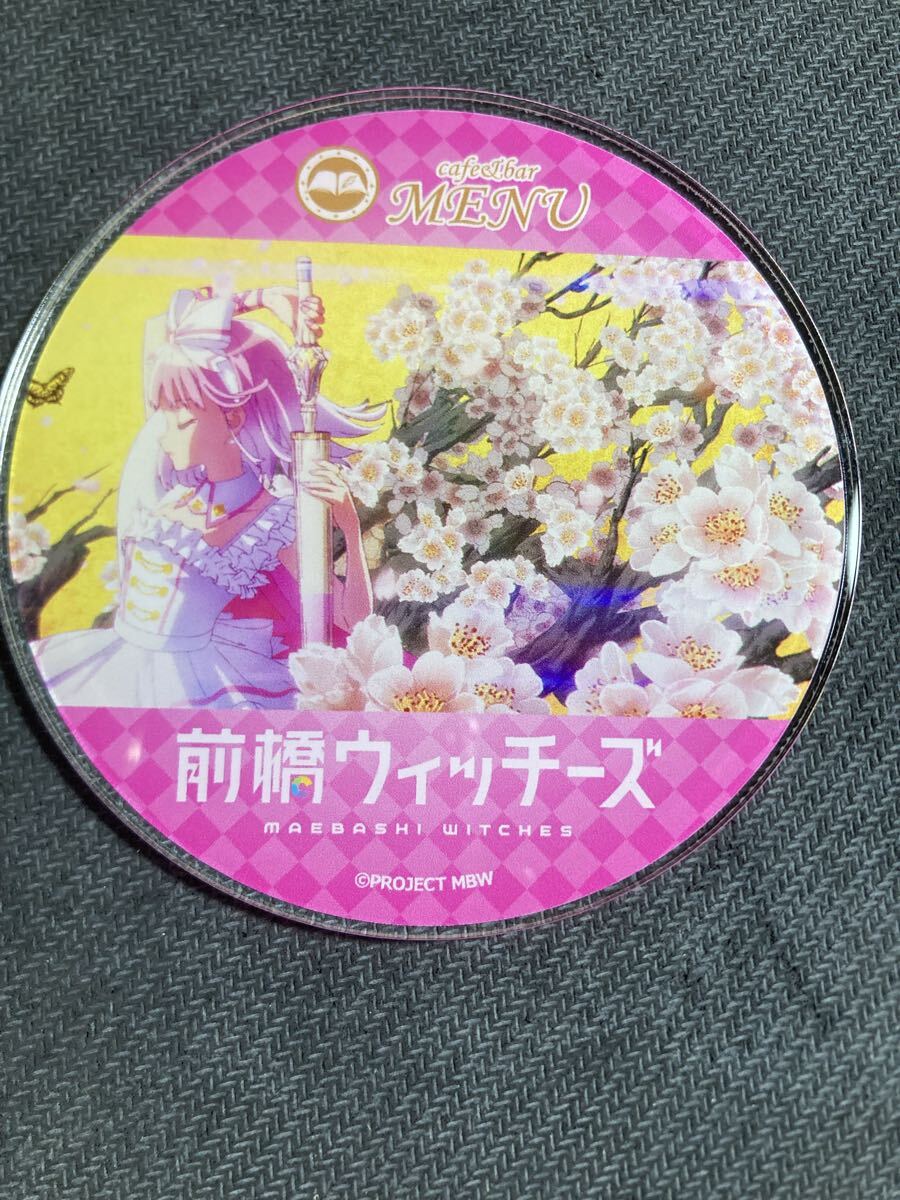 cafe&bar
MENU
前橋ウィッチーズ
MAEBASHI WITCHES
©PROJECT MBW